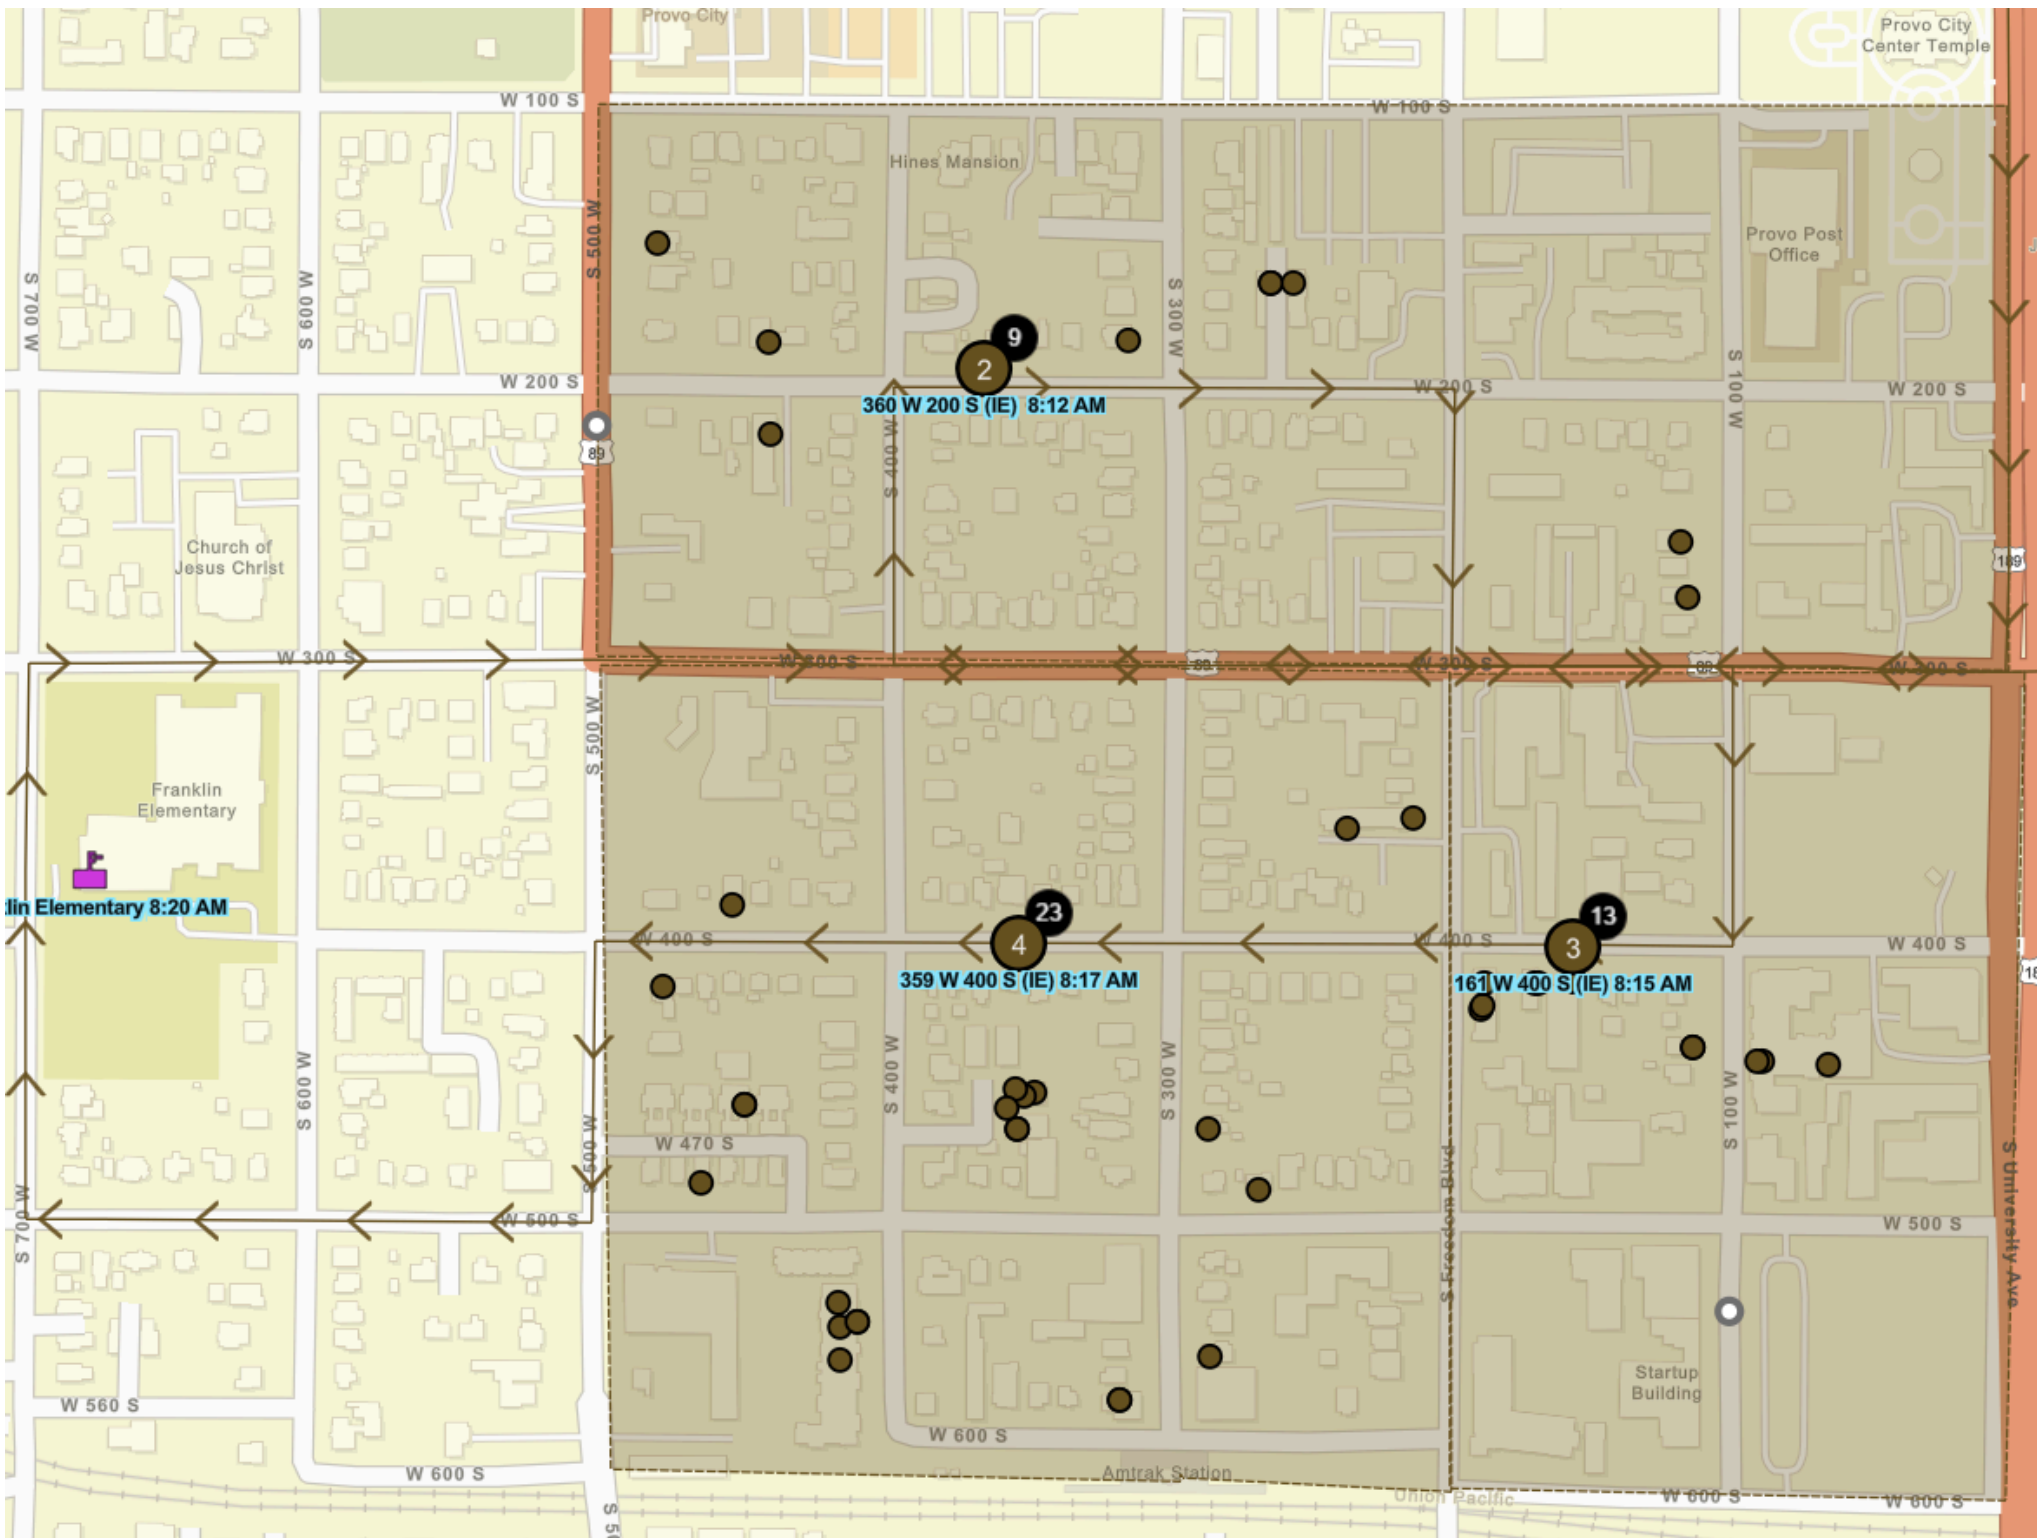 Provo City
Provo City
Center Temple
W 100 S
W 100 S
Hines Mansion
S 500 W
Provo Post
Office
S 700 W
S 600 W
S 300 W
9
2
W 200 S
W 200 S
W 200 S
S 100 W
360 W 200 S (IE) 8:12 AM
89
S 400 W
Church of
Jesus Christ
189
W 300 S
W 300 S
89
W 300 S
89
W 300 S
S 500 W
Franklin
Elementary
lin Elementary 8:20 AM
23
13
W 400 S
4
W 400 S
3
W 400 S
359 W 400 S (IE) 8:17 AM
161 W 400 S (IE) 8:15 AM
18
S 600 W
S 400 W
S 300 W
S 100 W
W 470 S
S 500 W
S Freedom Blvd
S University Ave
S 700 W
W 500 S
W 500 S
Startup
Building
W 560 S
W 600 S
W 600 S
Amtrak Station
Union Pacific
W 600 S
W 600 S
S 50